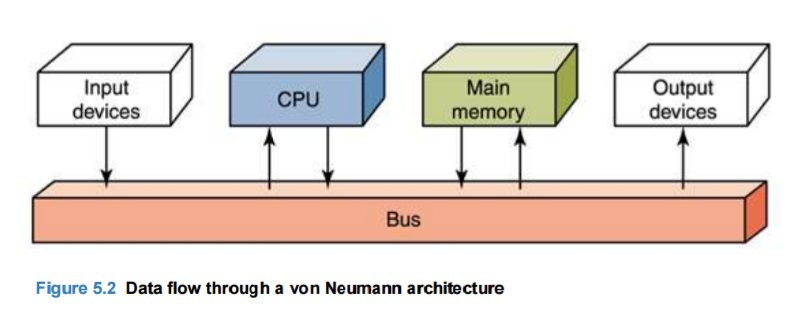 Input
devices
CPU
Main
memory
Output
devices
Bus
Figure 5.2 Data flow through a von Neumann architecture